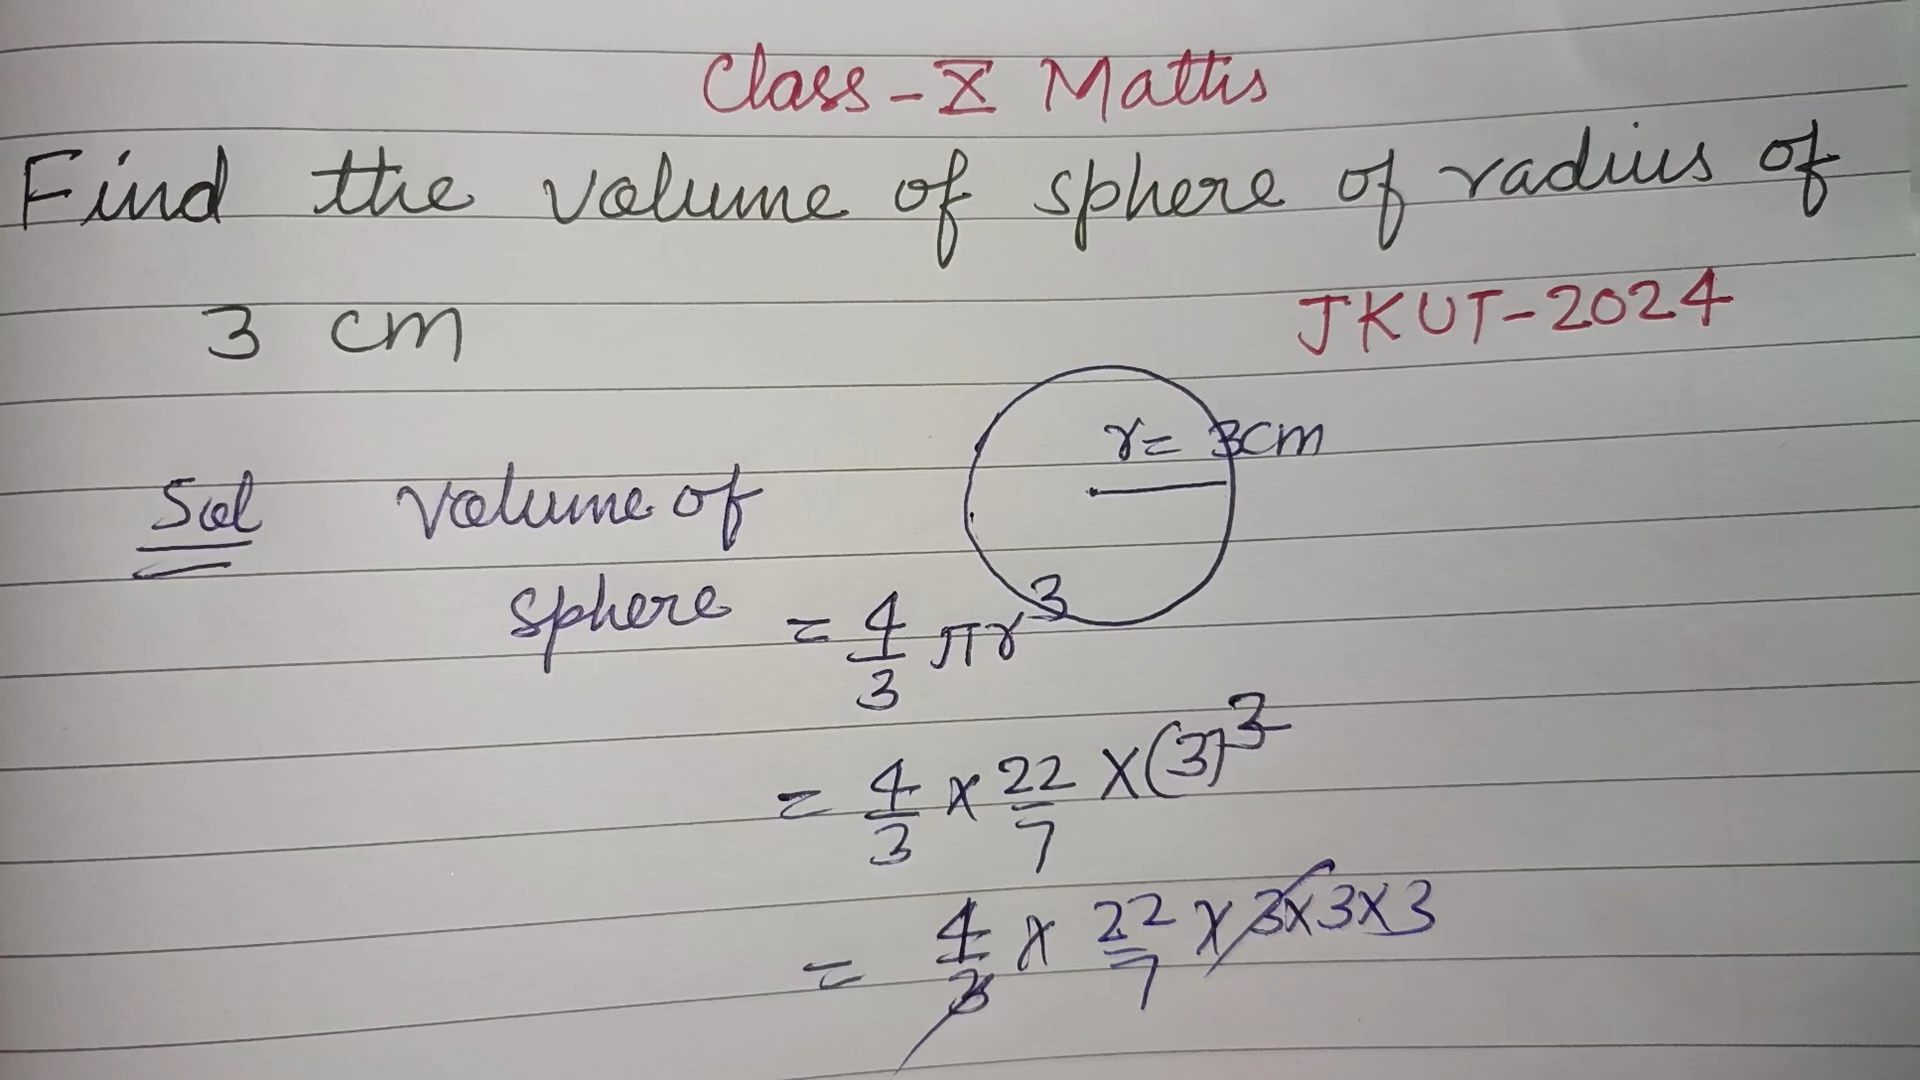 Class-X Maths
Find the volume of sphere of radius of
3 cm
JKUT-2024
r= 3cm
Sol volume of
sphere = 4/3 πr³
= 4/3 × 22/7 ×(3)³
= 4/3 × 22/7 × 3×3×3